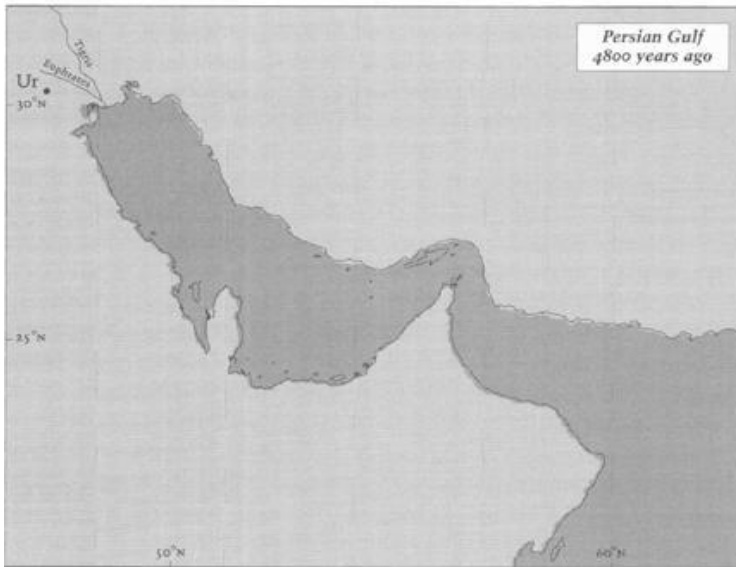 Persian Gulf
4800 years ago
Tigris
Euphrates
Ur
30°N
25°N
50°N
60°N